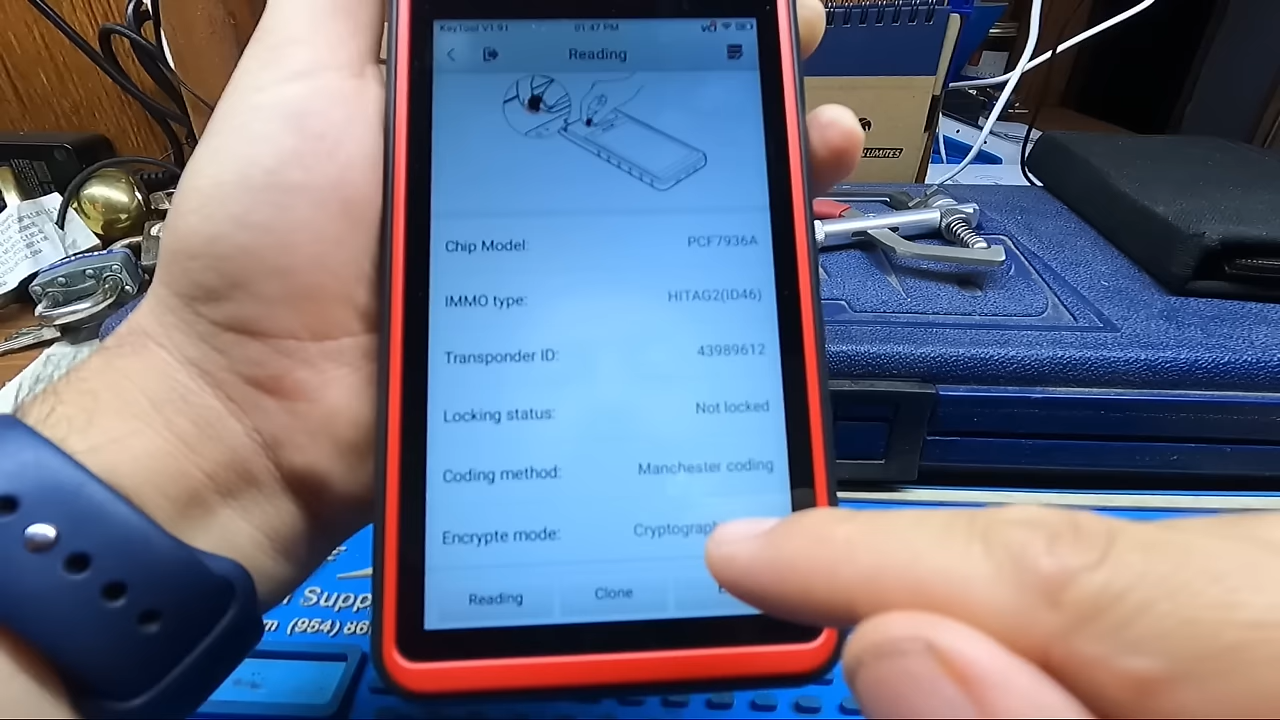 KeyTool V1.91 01:47 PM
Reading
Chip Model: PCF7936A
IMMO type: HITAG2(ID46)
Transponder ID: 43989612
Locking status: Not locked
Coding method: Manchester coding
Encrypte mode:
Reading Clone
Supp
(954)